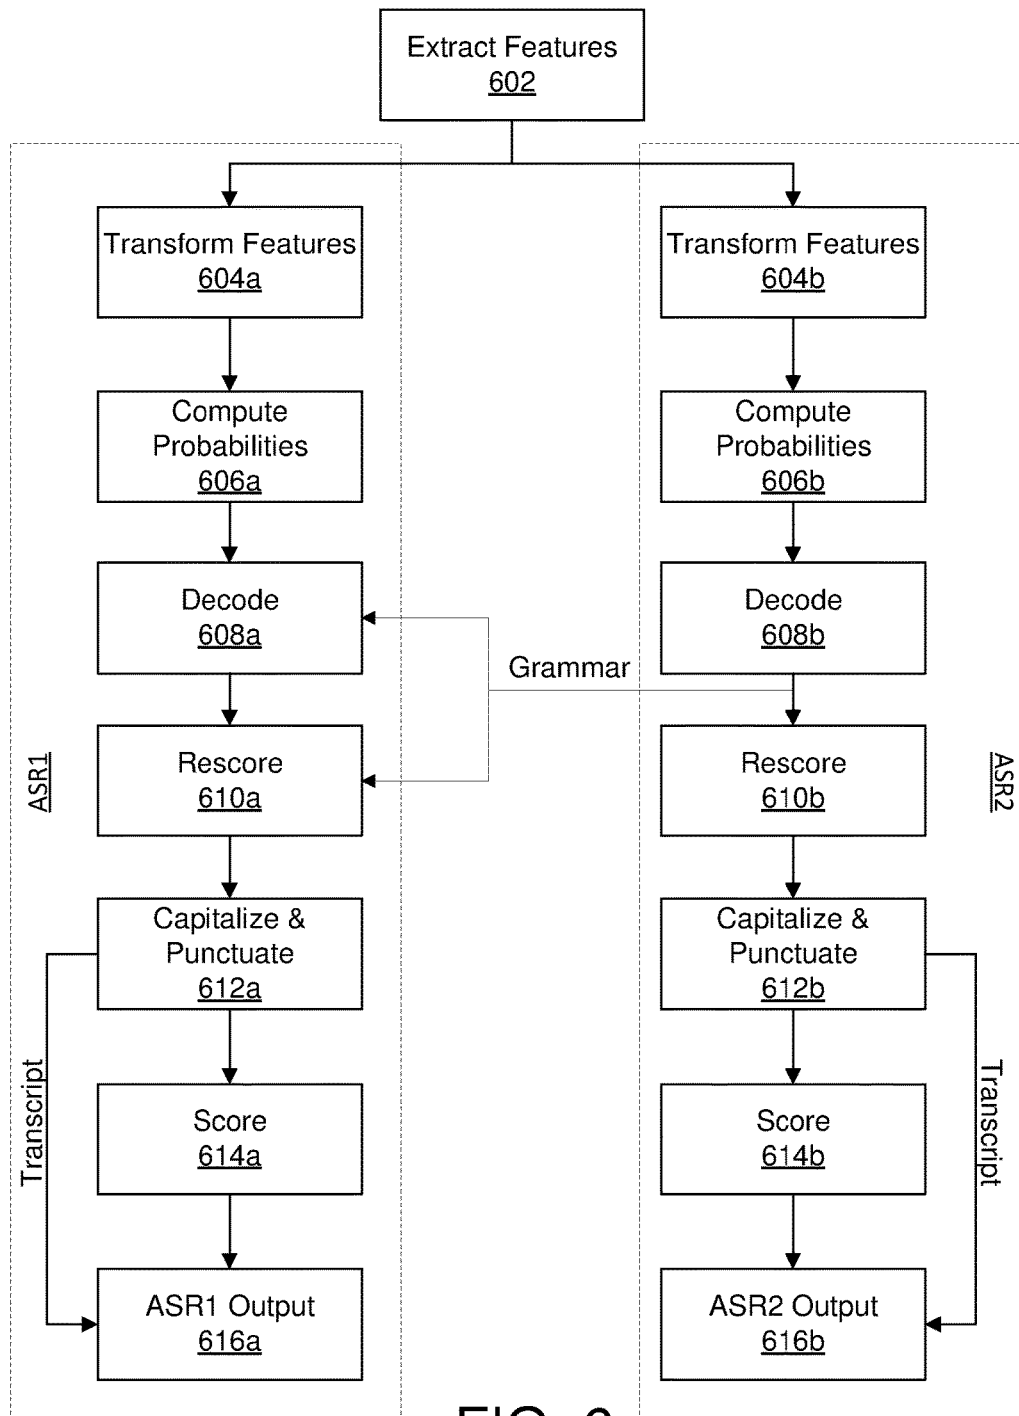 Extract Features
602
Transform Features
604a
Transform Features
604b
Compute
Probabilities
606a
Compute
Probabilities
606b
Decode
608a
Decode
608b
Grammar
Rescore
610a
Rescore
610b
ASR1
ASR2
Capitalize &
Punctuate
612a
Capitalize &
Punctuate
612b
Transcript
Transcript
Score
614a
Score
614b
ASR1 Output
616a
ASR2 Output
616b
FIG.